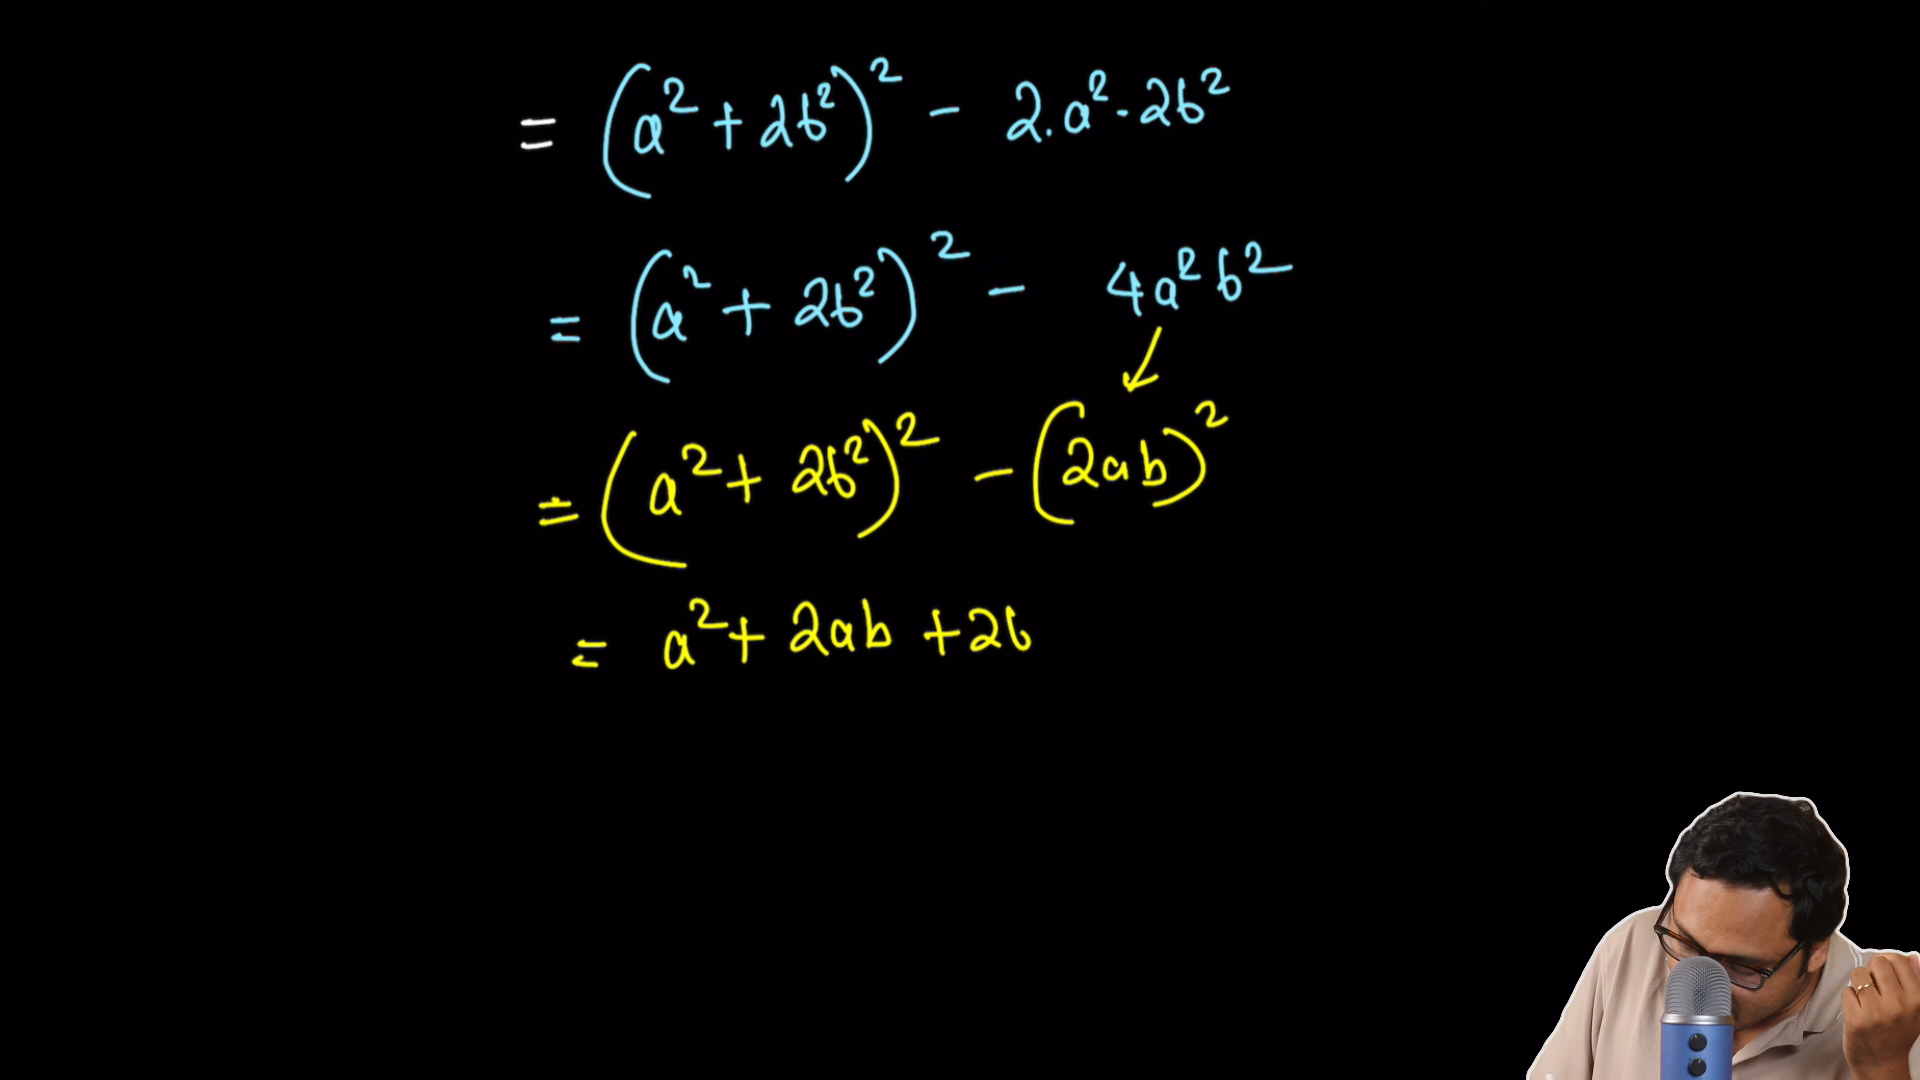 = (a² + 2b²)² - 2.a².2b²
= (a² + 2b²)² - 4a²b²
= (a² + 2b²)² - (2ab)²
= a² + 2ab + 2b